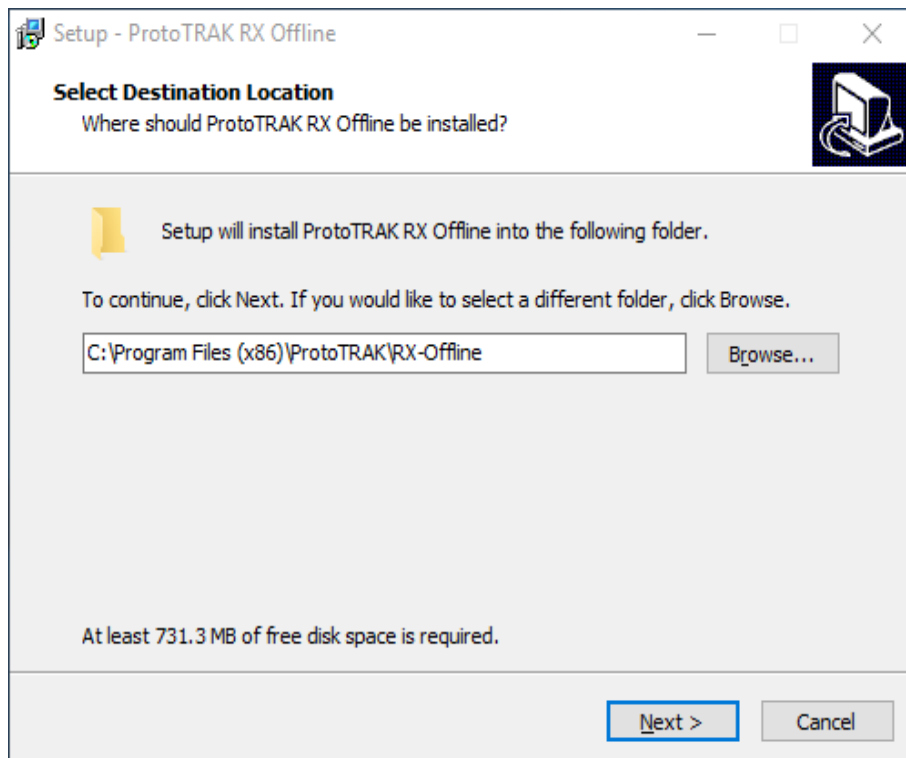 Setup - ProtoTRAK RX Offline
Select Destination Location
Where should ProtoTRAK RX Offline be installed?
Setup will install ProtoTRAK RX Offline into the following folder.
To continue, click Next. If you would like to select a different folder, click Browse.
C:\Program Files (x86)\ProtoTRAK\RX-Offline
Browse...
At least 731.3 MB of free disk space is required.
Next >
Cancel